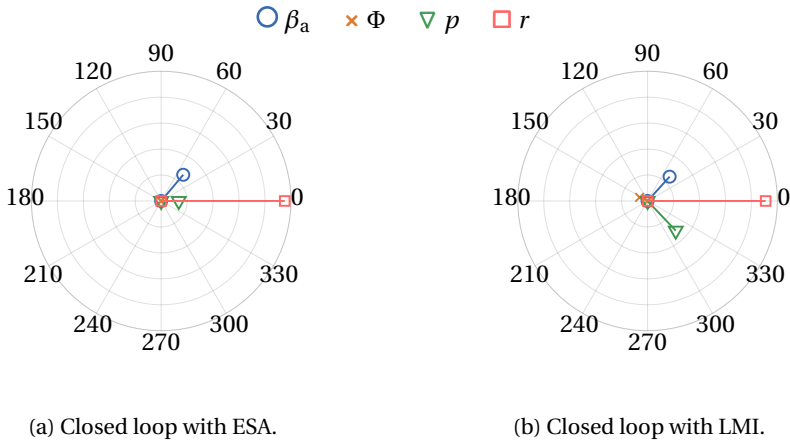 βa Φ p r
90 90
120 60 120 60
150 30 150 30
180 0 180 0
210 330 210 330
240 300 240 300
270 270
(a) Closed loop with ESA. (b) Closed loop with LMI.